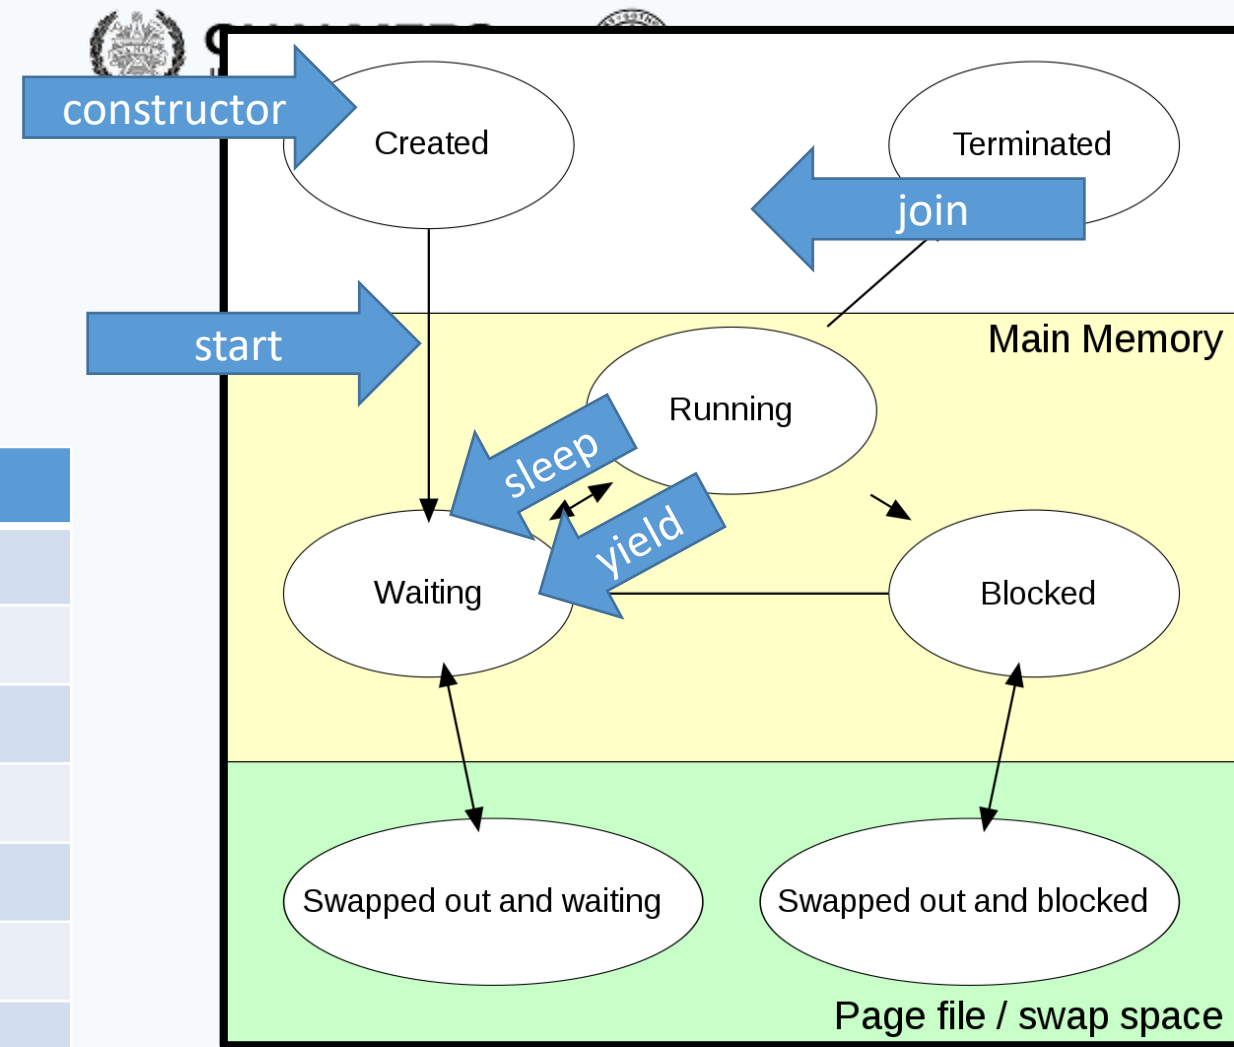 constructor
Created
Terminated
join
start
Main Memory
Running
sleep
yield
Waiting
Blocked
Swapped out and waiting
Swapped out and blocked
Page file / swap space